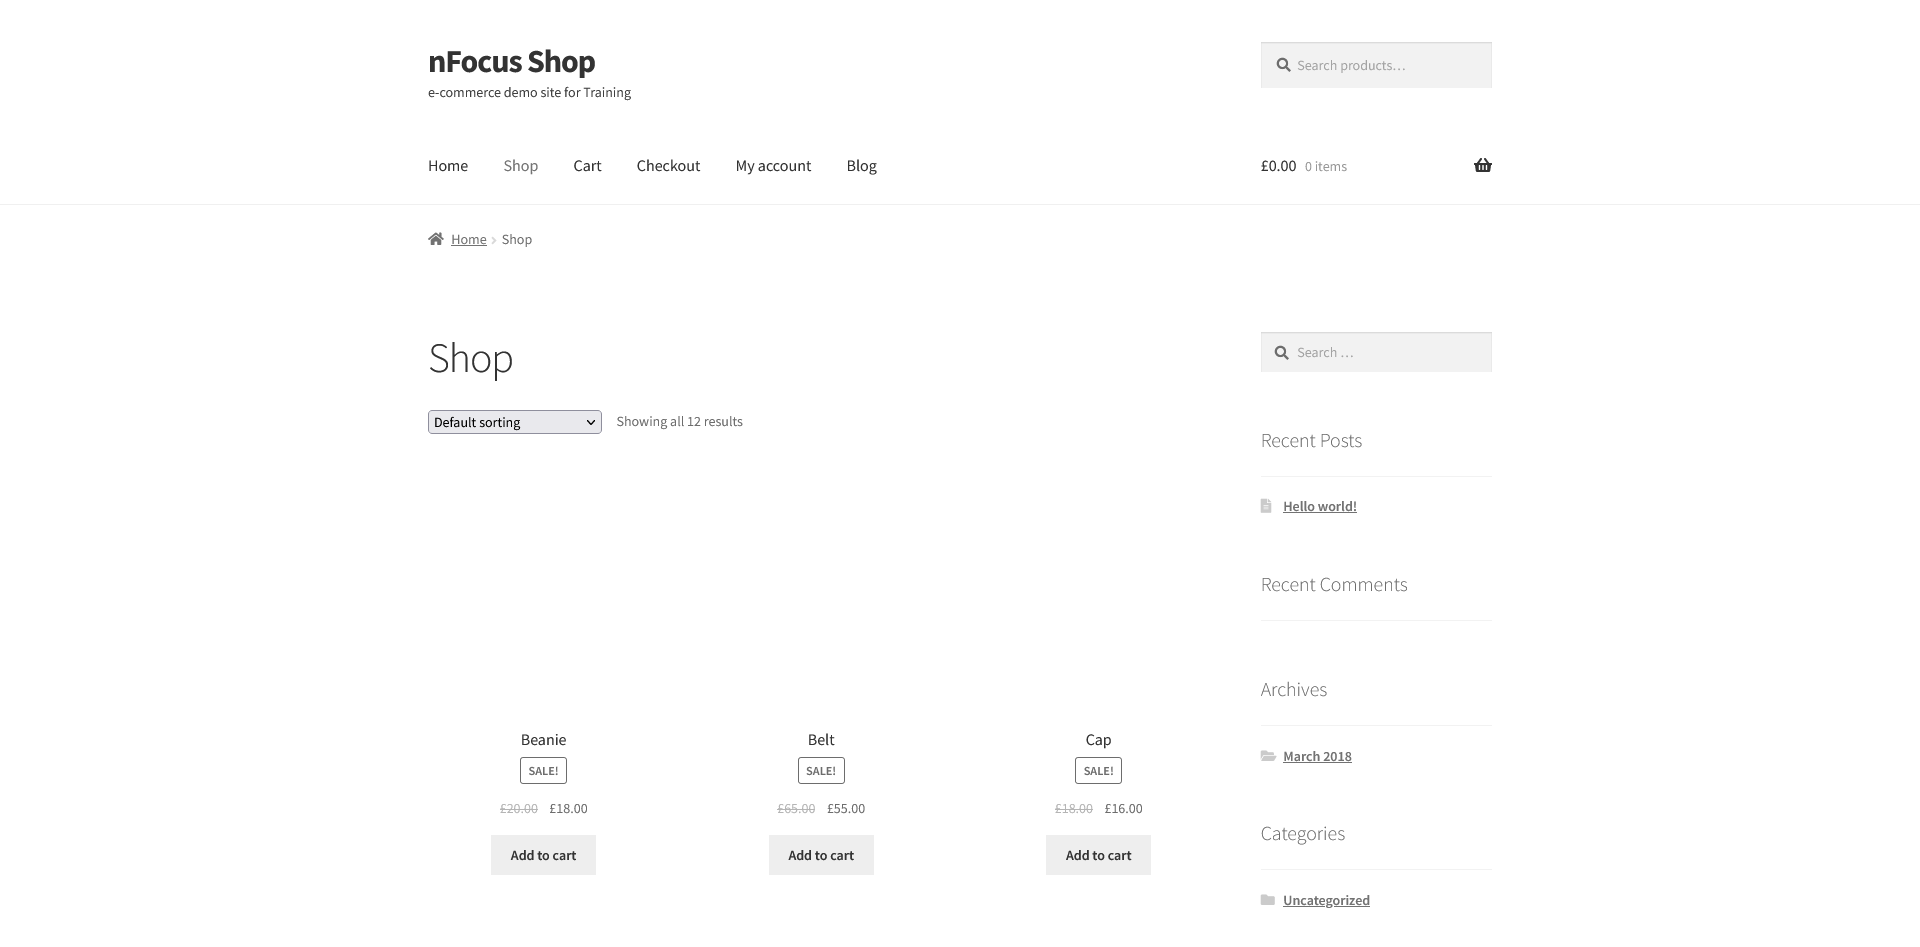 nFocus Shop
e-commerce demo site for Training
Search products…
Home Shop Cart Checkout My account Blog
£0.00 0 items
Home Shop
Shop
Default sorting
Showing all 12 results
Beanie
SALE!
£20.00 £18.00
Add to cart
Belt
SALE!
£65.00 £55.00
Add to cart
Cap
SALE!
£18.00 £16.00
Add to cart
Search …
Recent Posts
Hello world!
Recent Comments
Archives
March 2018
Categories
Uncategorized